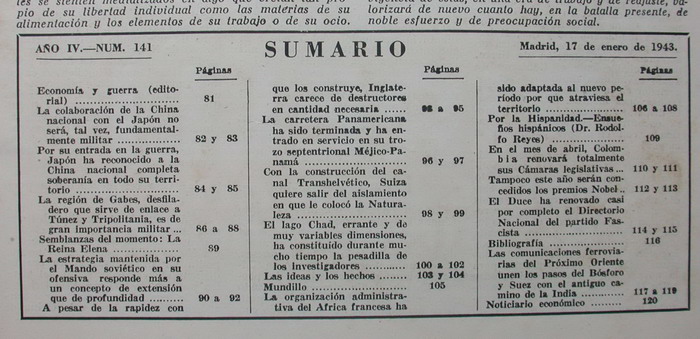 les se sienten mediatizados en algo que
pio de su libertad individual como las materias de su
alimentación y los elementos de su trabajo o de su ocio.
valorizará de nuevo cuanto hay, en la batalla presente, de
noble esfuerzo y de preocupación social.
AÑO IV.—NUM. 141
SUMARIO
Madrid, 17 de enero de 1943.
Páginas
Economía y guerra (editorial) ..................... 81
La colaboración de la China
nacional con el Japón no
será, tal vez, fundamentalmente militar ............ 82 y 83
Por su entrada en la guerra,
Japón ha reconocido a la
China nacional completa
soberanía en todo su territorio ..................... 84 y 85
La región de Gabes, desfiladero que sirve de enlace a
Túnez y Tripolitania, es de
gran importancia militar ... 86 a 88
Semblanzas del momento: La
Reina Elena .................. 89
La estrategia mantenida por
el Mando soviético en su
ofensiva responde más a
un concepto de extensión
que de profundidad .......... 90 a 92
A pesar de la rapidez con
Páginas
que los construye, Inglaterra carece de destructores
en cantidad necesaria ....... a 95
La carretera Panamericana
ha sido terminada y ha entrado en servicio en su trozo septentrional Méjico-Panamá ..................... 96 y 97
Con la construcción del canal Transhelvético, Suiza
quiere salir del aislamiento
en que le colocó la Naturaleza ..................... 98 y 99
El lago Chad, errante y de
muy variables dimensiones,
ha constituído durante mucho tiempo la pesadilla de
los investigadores ........... 100 a 102
Las ideas y los hechos ....... 103 y 104
Mundillo ..................... 105
La organización administrativa del Africa francesa ha
Páginas
sido adaptada al nuevo período por que atraviesa el
territorio ..................... 106 a 108
Por la Hispanidad.—Ensueños hispánicos (Dr. Rodolfo Reyes) ..................... 109
En el mes de abril, Colombia renovará totalmente
sus Cámaras legislativas... 110 y 111
Tampoco este año serán concedidos los premios Nobel.. 112 y 113
El Duce ha renovado casi
por completo el Directorio
Nacional del partido Fascista ..................... 114 y 115
Bibliografía .................. 116
Las comunicaciones ferroviarias del Próximo Oriente
unen los pasos del Bósforo
y Suez con el antiguo camino de la India ............ 117 a 119
Noticiario económico ........ 120